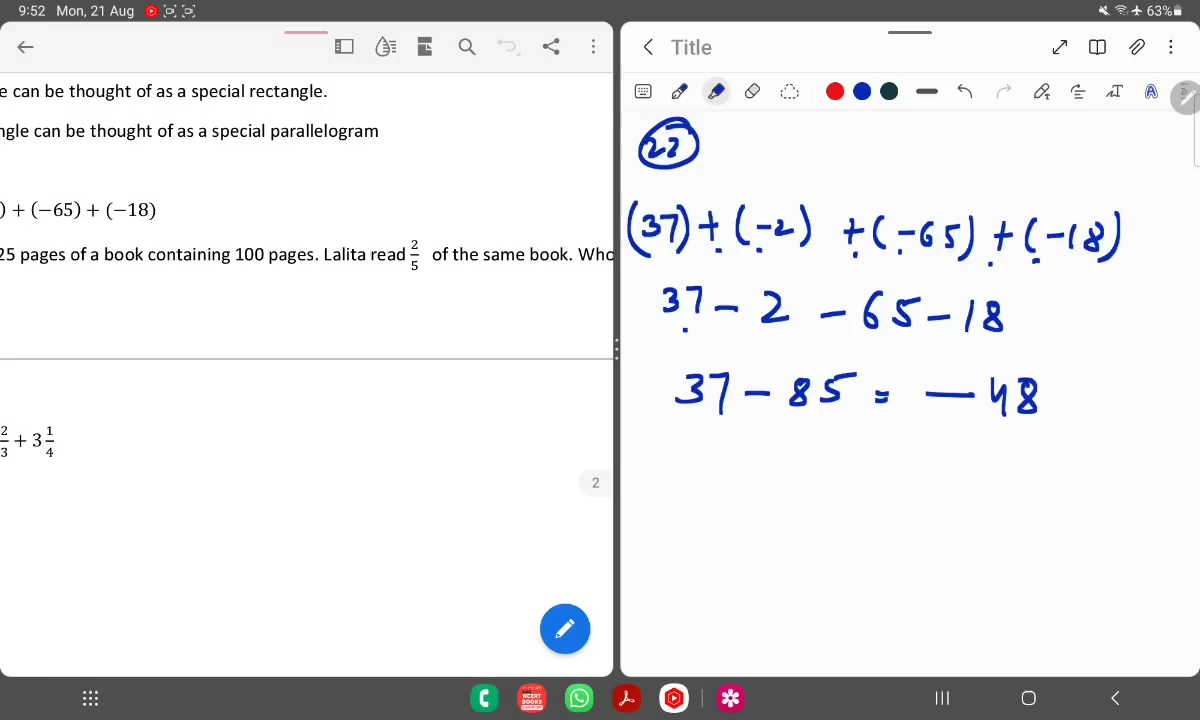 9:52 Mon, 21 Aug 63%
e can be thought of as a special rectangle.
ngle can be thought of as a special parallelogram
) + (−65) + (−18)
25 pages of a book containing 100 pages. Lalita read 2/5 of the same book. Who
2/3 + 3 1/4
2
Title
22
(37) + (-2) + (-65) + (-18)
37 - 2 - 65 - 18
37 - 85 = - 48
NCERT
BOOKS